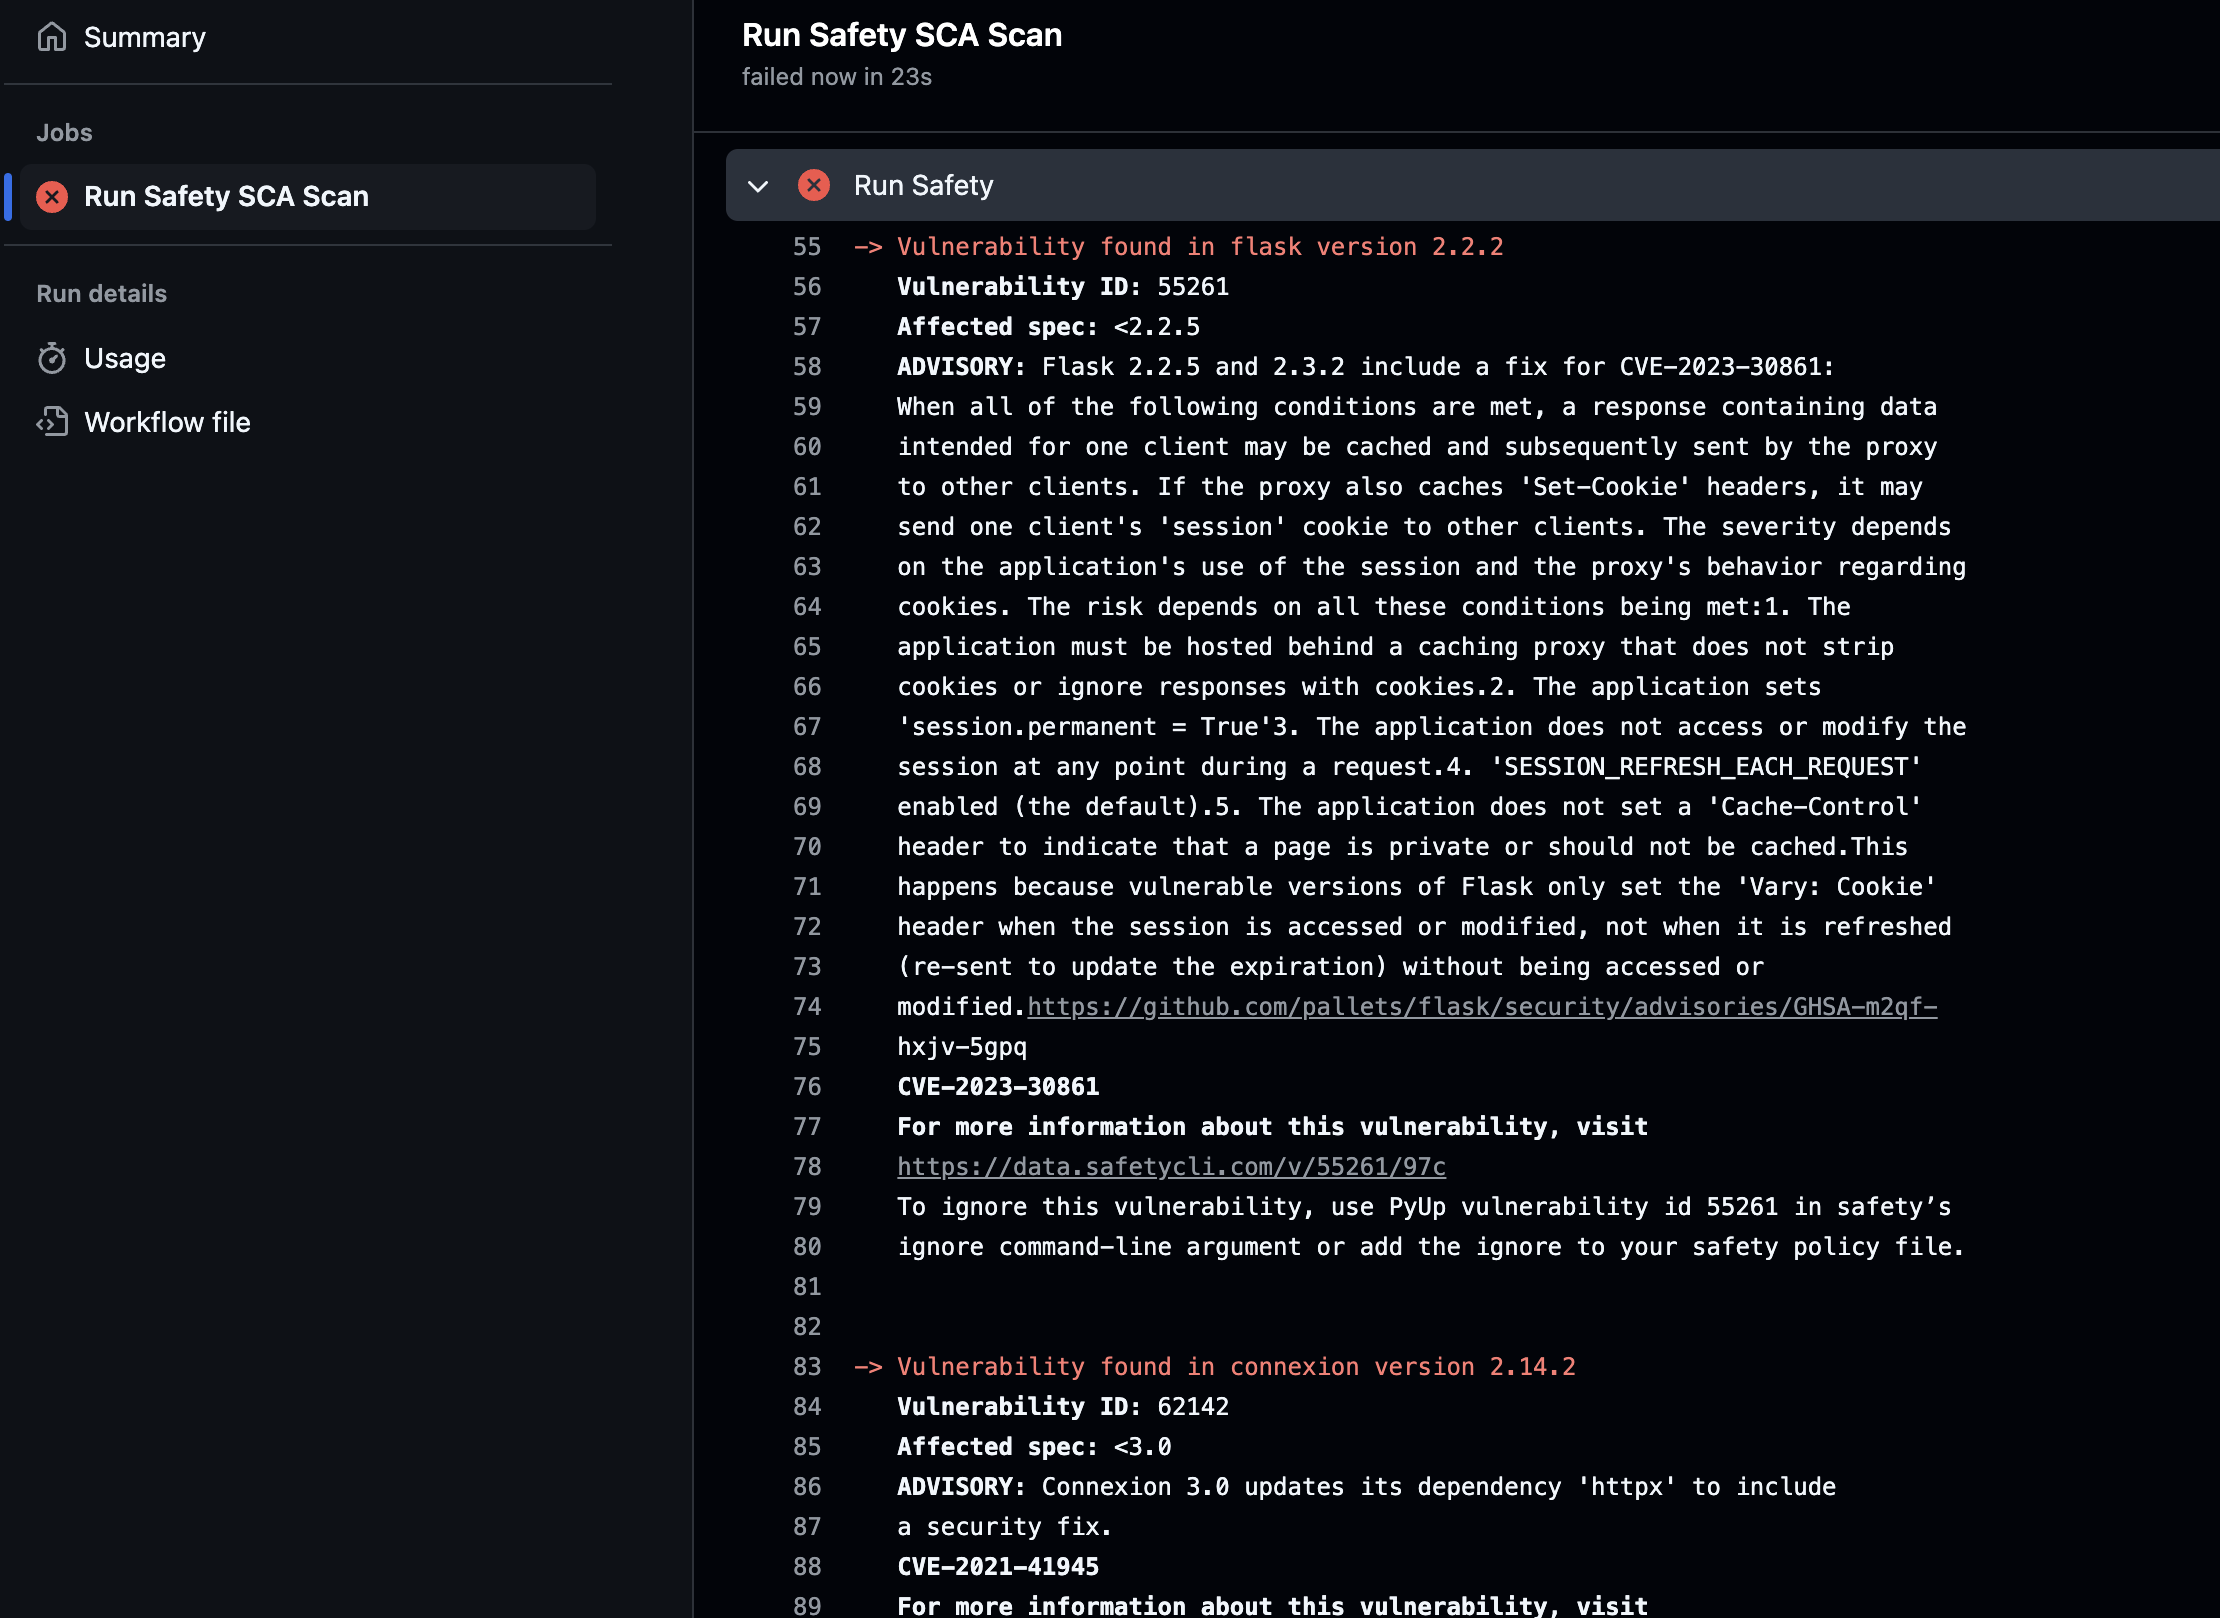 Summary
Jobs
Run Safety SCA Scan
Run details
Usage
Workflow file
Run Safety SCA Scan
failed now in 23s
Run Safety
55 -> Vulnerability found in flask version 2.2.2
56 Vulnerability ID: 55261
57 Affected spec: <2.2.5
58 ADVISORY: Flask 2.2.5 and 2.3.2 include a fix for CVE-2023-30861:
59 When all of the following conditions are met, a response containing data
60 intended for one client may be cached and subsequently sent by the proxy
61 to other clients. If the proxy also caches 'Set-Cookie' headers, it may
62 send one client's 'session' cookie to other clients. The severity depends
63 on the application's use of the session and the proxy's behavior regarding
64 cookies. The risk depends on all these conditions being met:1. The
65 application must be hosted behind a caching proxy that does not strip
66 cookies or ignore responses with cookies.2. The application sets
67 'session.permanent = True'3. The application does not access or modify the
68 session at any point during a request.4. 'SESSION_REFRESH_EACH_REQUEST'
69 enabled (the default).5. The application does not set a 'Cache-Control'
70 header to indicate that a page is private or should not be cached.This
71 happens because vulnerable versions of Flask only set the 'Vary: Cookie'
72 header when the session is accessed or modified, not when it is refreshed
73 (re-sent to update the expiration) without being accessed or
74 modified.https://github.com/pallets/flask/security/advisories/GHSA-m2qf-
75 hxjv-5gpq
76 CVE-2023-30861
77 For more information about this vulnerability, visit
78 https://data.safetycli.com/v/55261/97c
79 To ignore this vulnerability, use PyUp vulnerability id 55261 in safety’s
80 ignore command-line argument or add the ignore to your safety policy file.
81
82
83 -> Vulnerability found in connexion version 2.14.2
84 Vulnerability ID: 62142
85 Affected spec: <3.0
86 ADVISORY: Connexion 3.0 updates its dependency 'httpx' to include
87 a security fix.
88 CVE-2021-41945
89 For more information about this vulnerability, visit